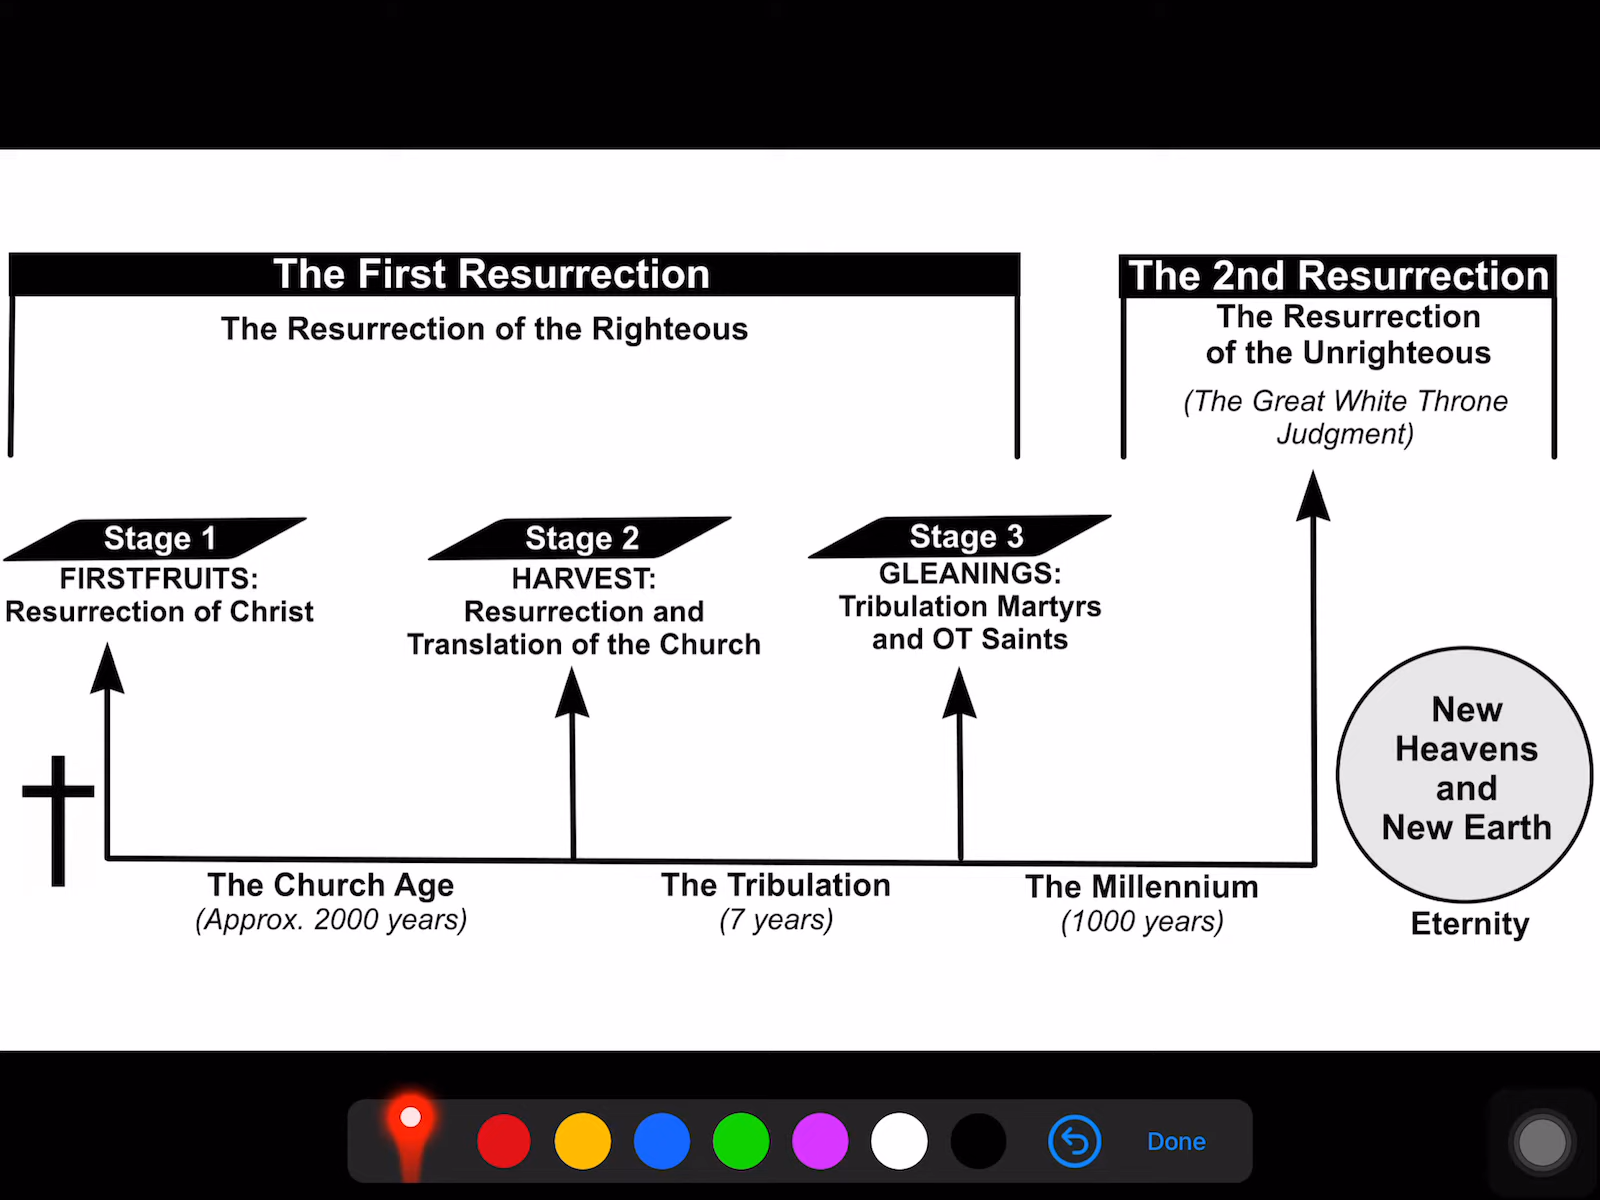 The First Resurrection
The Resurrection of the Righteous
The 2nd Resurrection
The Resurrection
of the Unrighteous
(The Great White Throne
Judgment)
Stage 1
FIRSTFRUITS:
Resurrection of Christ
Stage 2
HARVEST:
Resurrection and
Translation of the Church
Stage 3
GLEANINGS:
Tribulation Martyrs
and OT Saints
The Church Age
(Approx. 2000 years)
The Tribulation
(7 years)
The Millennium
(1000 years)
New
Heavens
and
New Earth
Eternity
Done